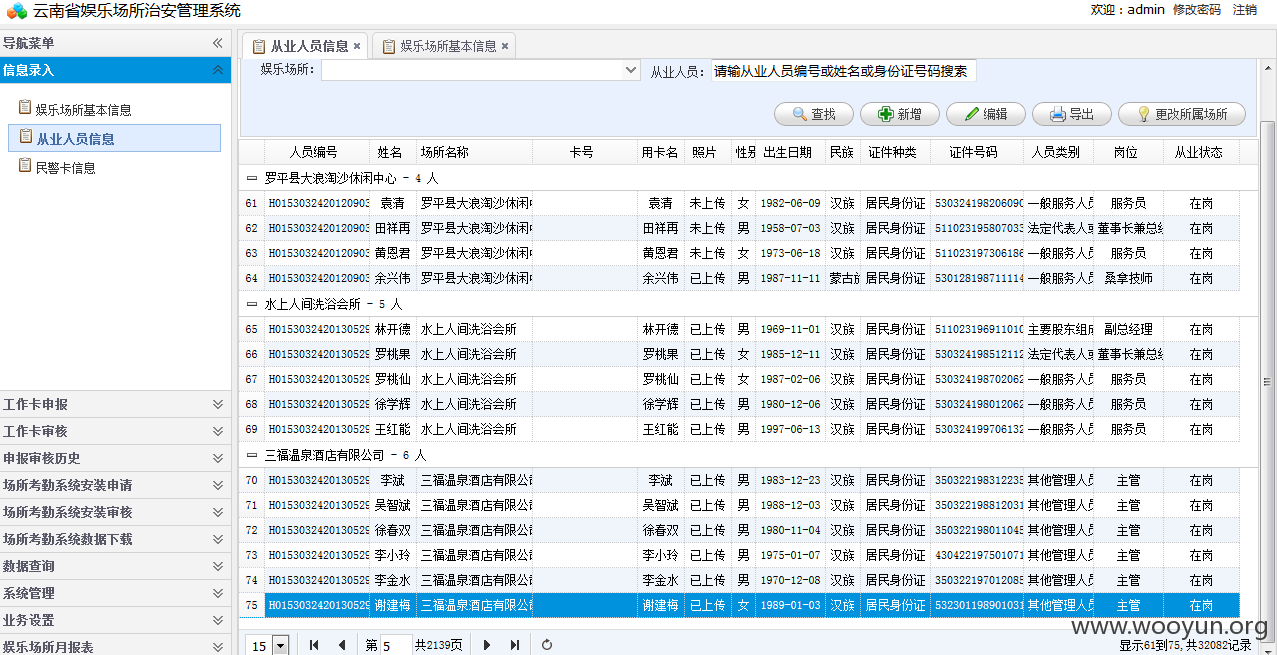 云南省娱乐场所治安管理系统 欢迎：admin 修改密码 注销
导航菜单
信息录入
娱乐场所基本信息
从业人员信息
民警卡信息
工作卡申报
工作卡审核
申报审核历史
场所考勤系统安装申请
场所考勤系统安装审核
场所考勤系统数据下载
数据查询
系统管理
业务设置
娱乐场所月报表
从业人员信息 × 娱乐场所基本信息 ×
娱乐场所： 从业人员： 请输从业人员编号或姓名或身份证号码搜索
查找 新增 编辑 导出 更改所属场所
人员编号 姓名 场所名称 卡号 用卡名 照片 性别 出生日期 民族 证件种类 证件号码 人员类别 岗位 从业状态
罗平县大浪淘沙休闲中心 - 4 人
61 H0153032420120903 袁清 罗平县大浪淘沙休闲 袁清 未上传 女 1982-06-09 汉族 居民身份证 53032419820609 一般服务人 服务员 在岗
62 H0153032420120903 田祥再 罗平县大浪淘沙休闲 田祥再 未上传 男 1958-07-03 汉族 居民身份证 511023195807033 法定代表人 董事长兼总 在岗
63 H0153032420120903 黄恩君 罗平县大浪淘沙休闲 黄恩君 未上传 女 1973-06-18 汉族 居民身份证 511023197306186 一般服务人 服务员 在岗
64 H0153032420120903 余兴伟 罗平县大浪淘沙休闲 余兴伟 已上传 男 1987-11-11 蒙古 居民身份证 530128198711114 一般服务人 桑拿技师 在岗
水上人间洗浴会所 - 5 人
65 H0153032420130529 林开德 水上人间洗浴会所 林开德 已上传 男 1969-11-01 汉族 居民身份证 51102319691101 主要股东组 副总经理 在岗
66 H0153032420130529 罗桃果 水上人间洗浴会所 罗桃果 已上传 女 1985-12-11 汉族 居民身份证 530324198512112 法定代表人 董事长兼总 在岗
67 H0153032420130529 罗桃仙 水上人间洗浴会所 罗桃仙 已上传 女 1987-02-06 汉族 居民身份证 530324198702062 一般服务人 服务员 在岗
68 H0153032420130529 徐学辉 水上人间洗浴会所 徐学辉 已上传 男 1980-12-06 汉族 居民身份证 530324198012062 一般服务人 服务员 在岗
69 H0153032420130529 王红能 水上人间洗浴会所 王红能 已上传 男 1997-06-13 汉族 居民身份证 530324199706132 一般服务人 服务员 在岗
三福温泉酒店有限公司 - 6 人
70 H0153032420130529 李斌 三福温泉酒店有限公 李斌 已上传 男 1983-12-23 汉族 居民身份证 350322198312235 其他管理人 主管 在岗
71 H0153032420130529 吴智斌 三福温泉酒店有限公 吴智斌 已上传 男 1988-12-03 汉族 居民身份证 350322198812031 其他管理人 主管 在岗
72 H0153032420130529 徐春双 三福温泉酒店有限公 徐春双 已上传 男 1980-11-04 汉族 居民身份证 350322198011045 其他管理人 主管 在岗
73 H0153032420130529 李小玲 三福温泉酒店有限公 李小玲 已上传 男 1975-01-07 汉族 居民身份证 430422197501071 其他管理人 主管 在岗
74 H0153032420130529 李金水 三福温泉酒店有限公 李金水 已上传 男 1970-12-08 汉族 居民身份证 350322197012085 其他管理人 主管 在岗
75 H0153032420130529 谢建梅 三福温泉酒店有限公 谢建梅 已上传 女 1989-01-03 汉族 居民身份证 532301198901031 其他管理人 主管 在岗
www.wooyun.org
15 第 5 共2139页 显示61到75, 共32082记录